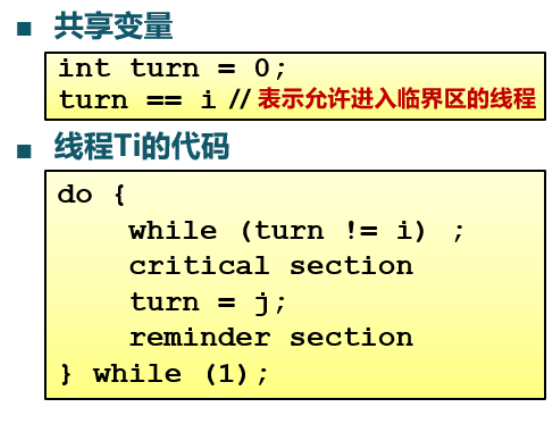 ■ 共享变量
int turn = 0;
turn == i // 表示允许进入临界区的线程
■ 线程Ti的代码
do {
while (turn != i) ;
critical section
turn = j;
reminder section
} while (1);